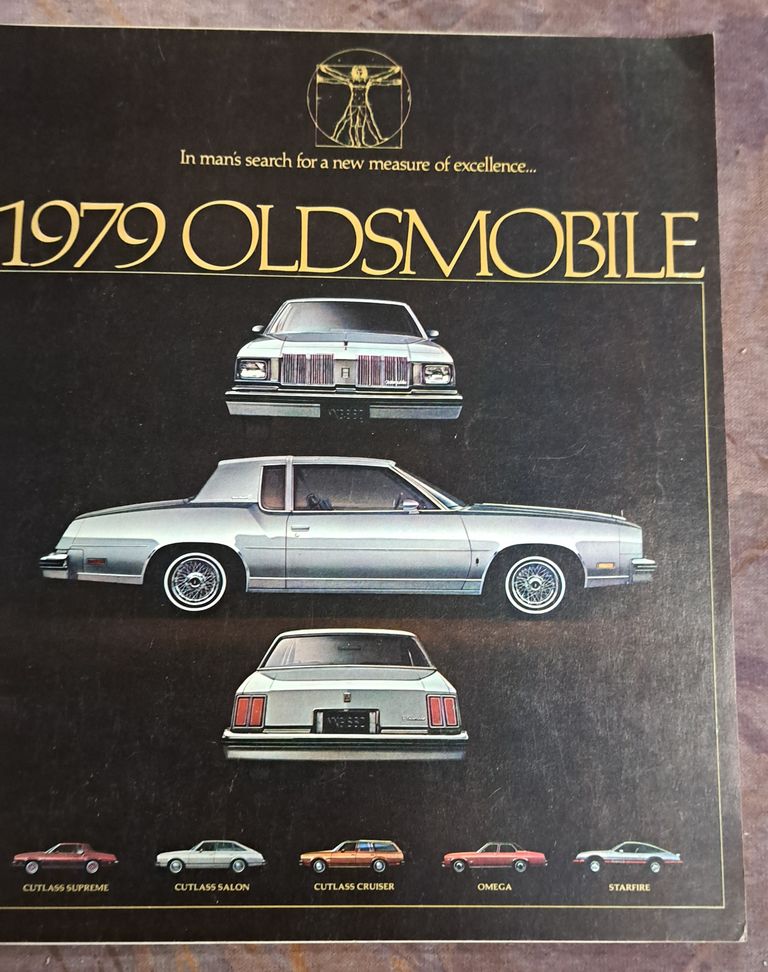 In man's search for a new measure of excellence...
1979 OLDSMOBILE
CUTLASS SUPREME
CUTLASS SALON
CUTLASS CRUISER
OMEGA
STARFIRE